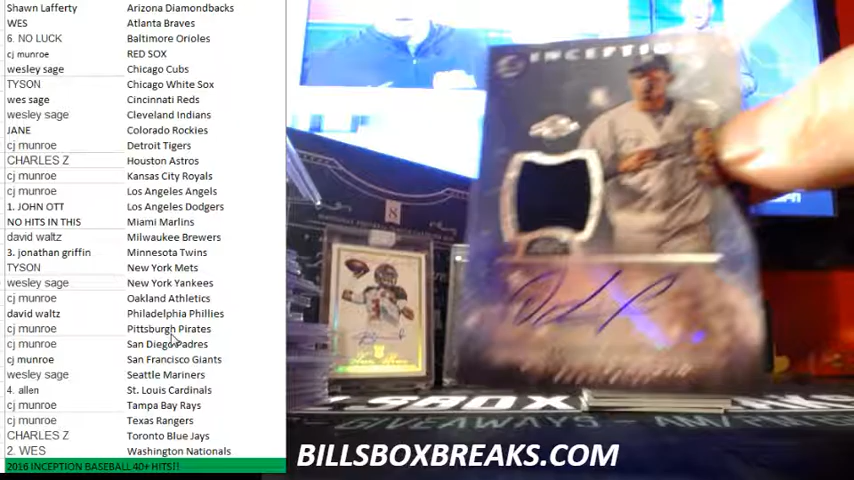 Shawn Lafferty Arizona Diamondbacks
WES Atlanta Braves
6. NO LUCK Baltimore Orioles
cj munroe RED SOX
wesley sage Chicago Cubs
TYSON Chicago White Sox
wes sage Cincinnati Reds
wesley sage Cleveland Indians
JANE Colorado Rockies
cj munroe Detroit Tigers
CHARLES Z Houston Astros
cj munroe Kansas City Royals
cj munroe Los Angeles Angels
1. JOHN OTT Los Angeles Dodgers
NO HITS IN THIS Miami Marlins
david waltz Milwaukee Brewers
3. jonathan griffin Minnesota Twins
TYSON New York Mets
wesley sage New York Yankees
cj munroe Oakland Athletics
david waltz Philadelphia Phillies
cj munroe Pittsburgh Pirates
cj munroe San Diego Padres
cj munroe San Francisco Giants
wesley sage Seattle Mariners
4. allen St. Louis Cardinals
cj munroe Tampa Bay Rays
cj munroe Texas Rangers
CHARLES Z Toronto Blue Jays
2. WES Washington Nationals
2016 INCEPTION BASEBALL 40+ HITS!!
INCEPTION
8
GIVEAWAYS
BILLSBOXBREAKS.COM